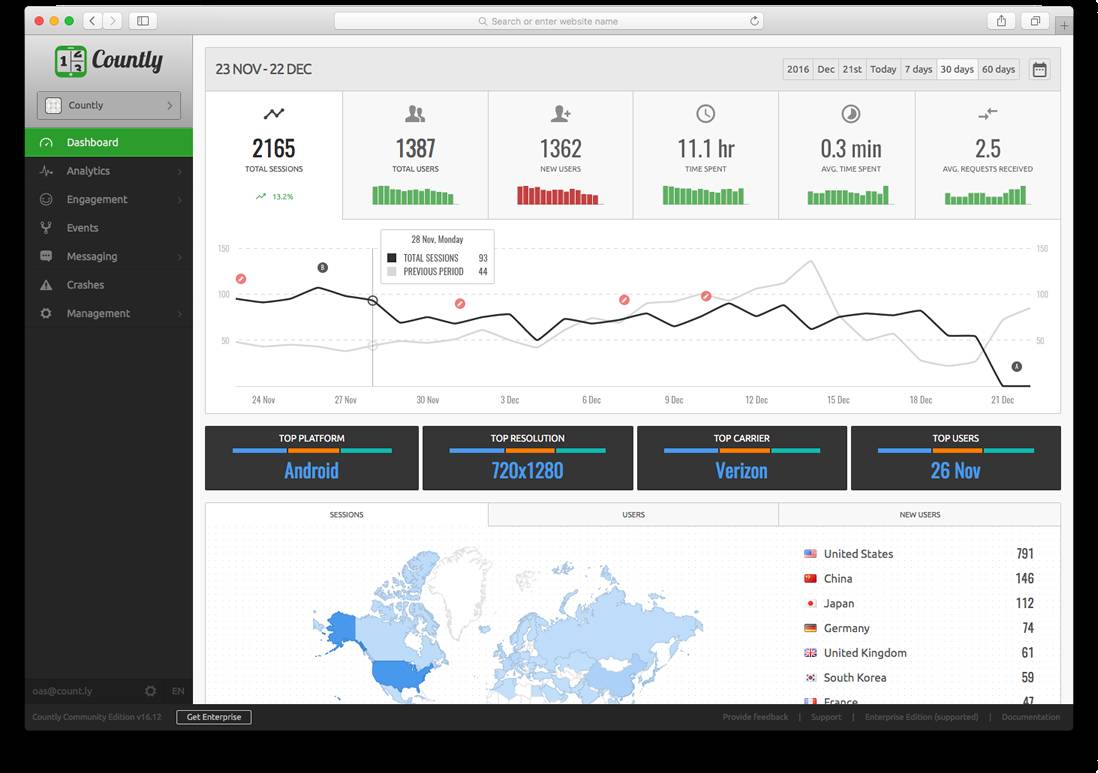 Search or enter website name
1 2 3 Countly
Countly
Dashboard
Analytics
Engagement
Events
Messaging
Crashes
Management
oas@count.ly EN
23 NOV - 22 DEC
2016 Dec 21st Today 7 days 30 days 60 days
2165 1387 1362 11.1 hr 0.3 min 2.5
TOTAL SESSIONS TOTAL USERS NEW USERS TIME SPENT AVG. TIME SPENT AVG. REQUESTS RECEIVED
13.2%
28 Nov, Monday
TOTAL SESSIONS 93
PREVIOUS PERIOD 44
150 150
B
100 100
50 50
A
24 Nov 27 Nov 30 Nov 3 Dec 6 Dec 9 Dec 12 Dec 15 Dec 18 Dec 21 Dec
TOP PLATFORM TOP RESOLUTION TOP CARRIER TOP USERS
Android 720x1280 Verizon 26 Nov
SESSIONS USERS NEW USERS
United States 791
China 146
Japan 112
Germany 74
United Kingdom 61
South Korea 59
France 47
Countly Community Edition v16.12 Get Enterprise Provide feedback | Support | Enterprise Edition (supported) | Documentation